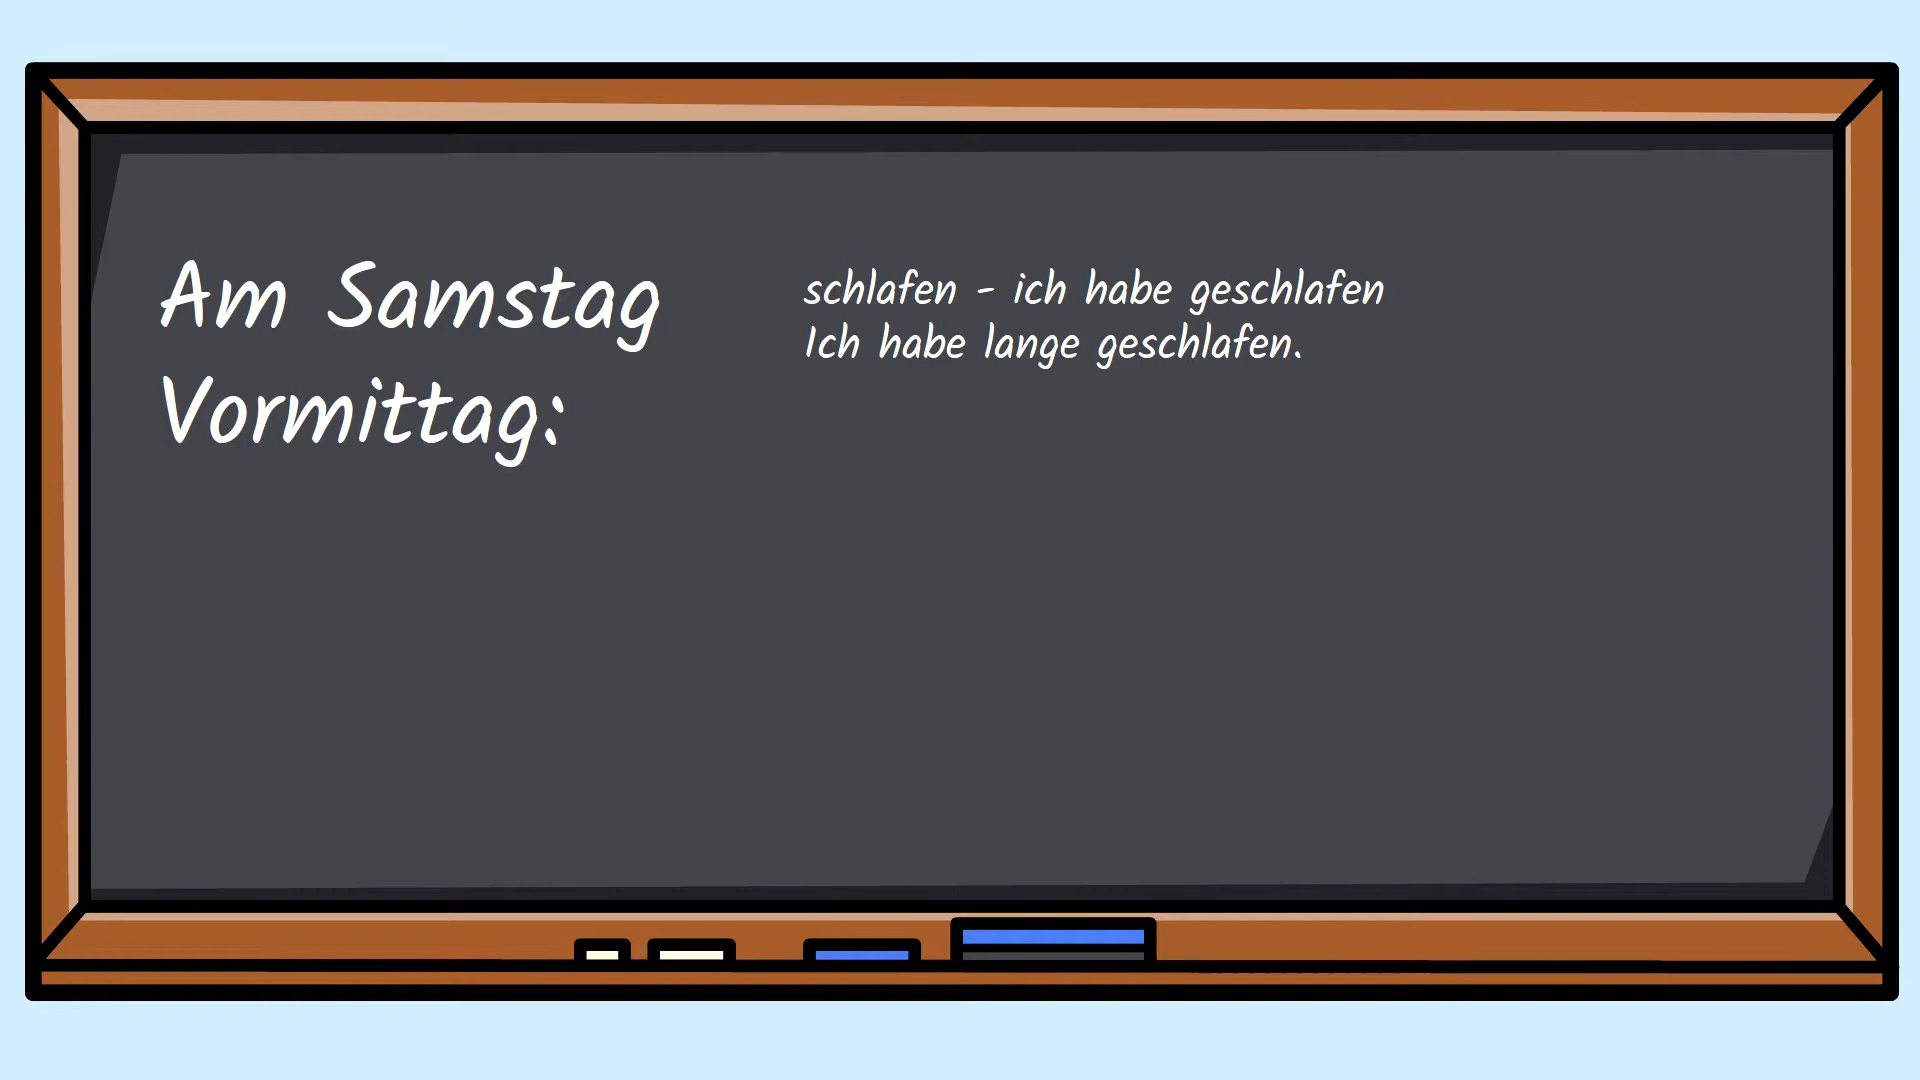 Am Samstag
Vormittag:
schlafen - ich habe geschlafen
Ich habe lange geschlafen.